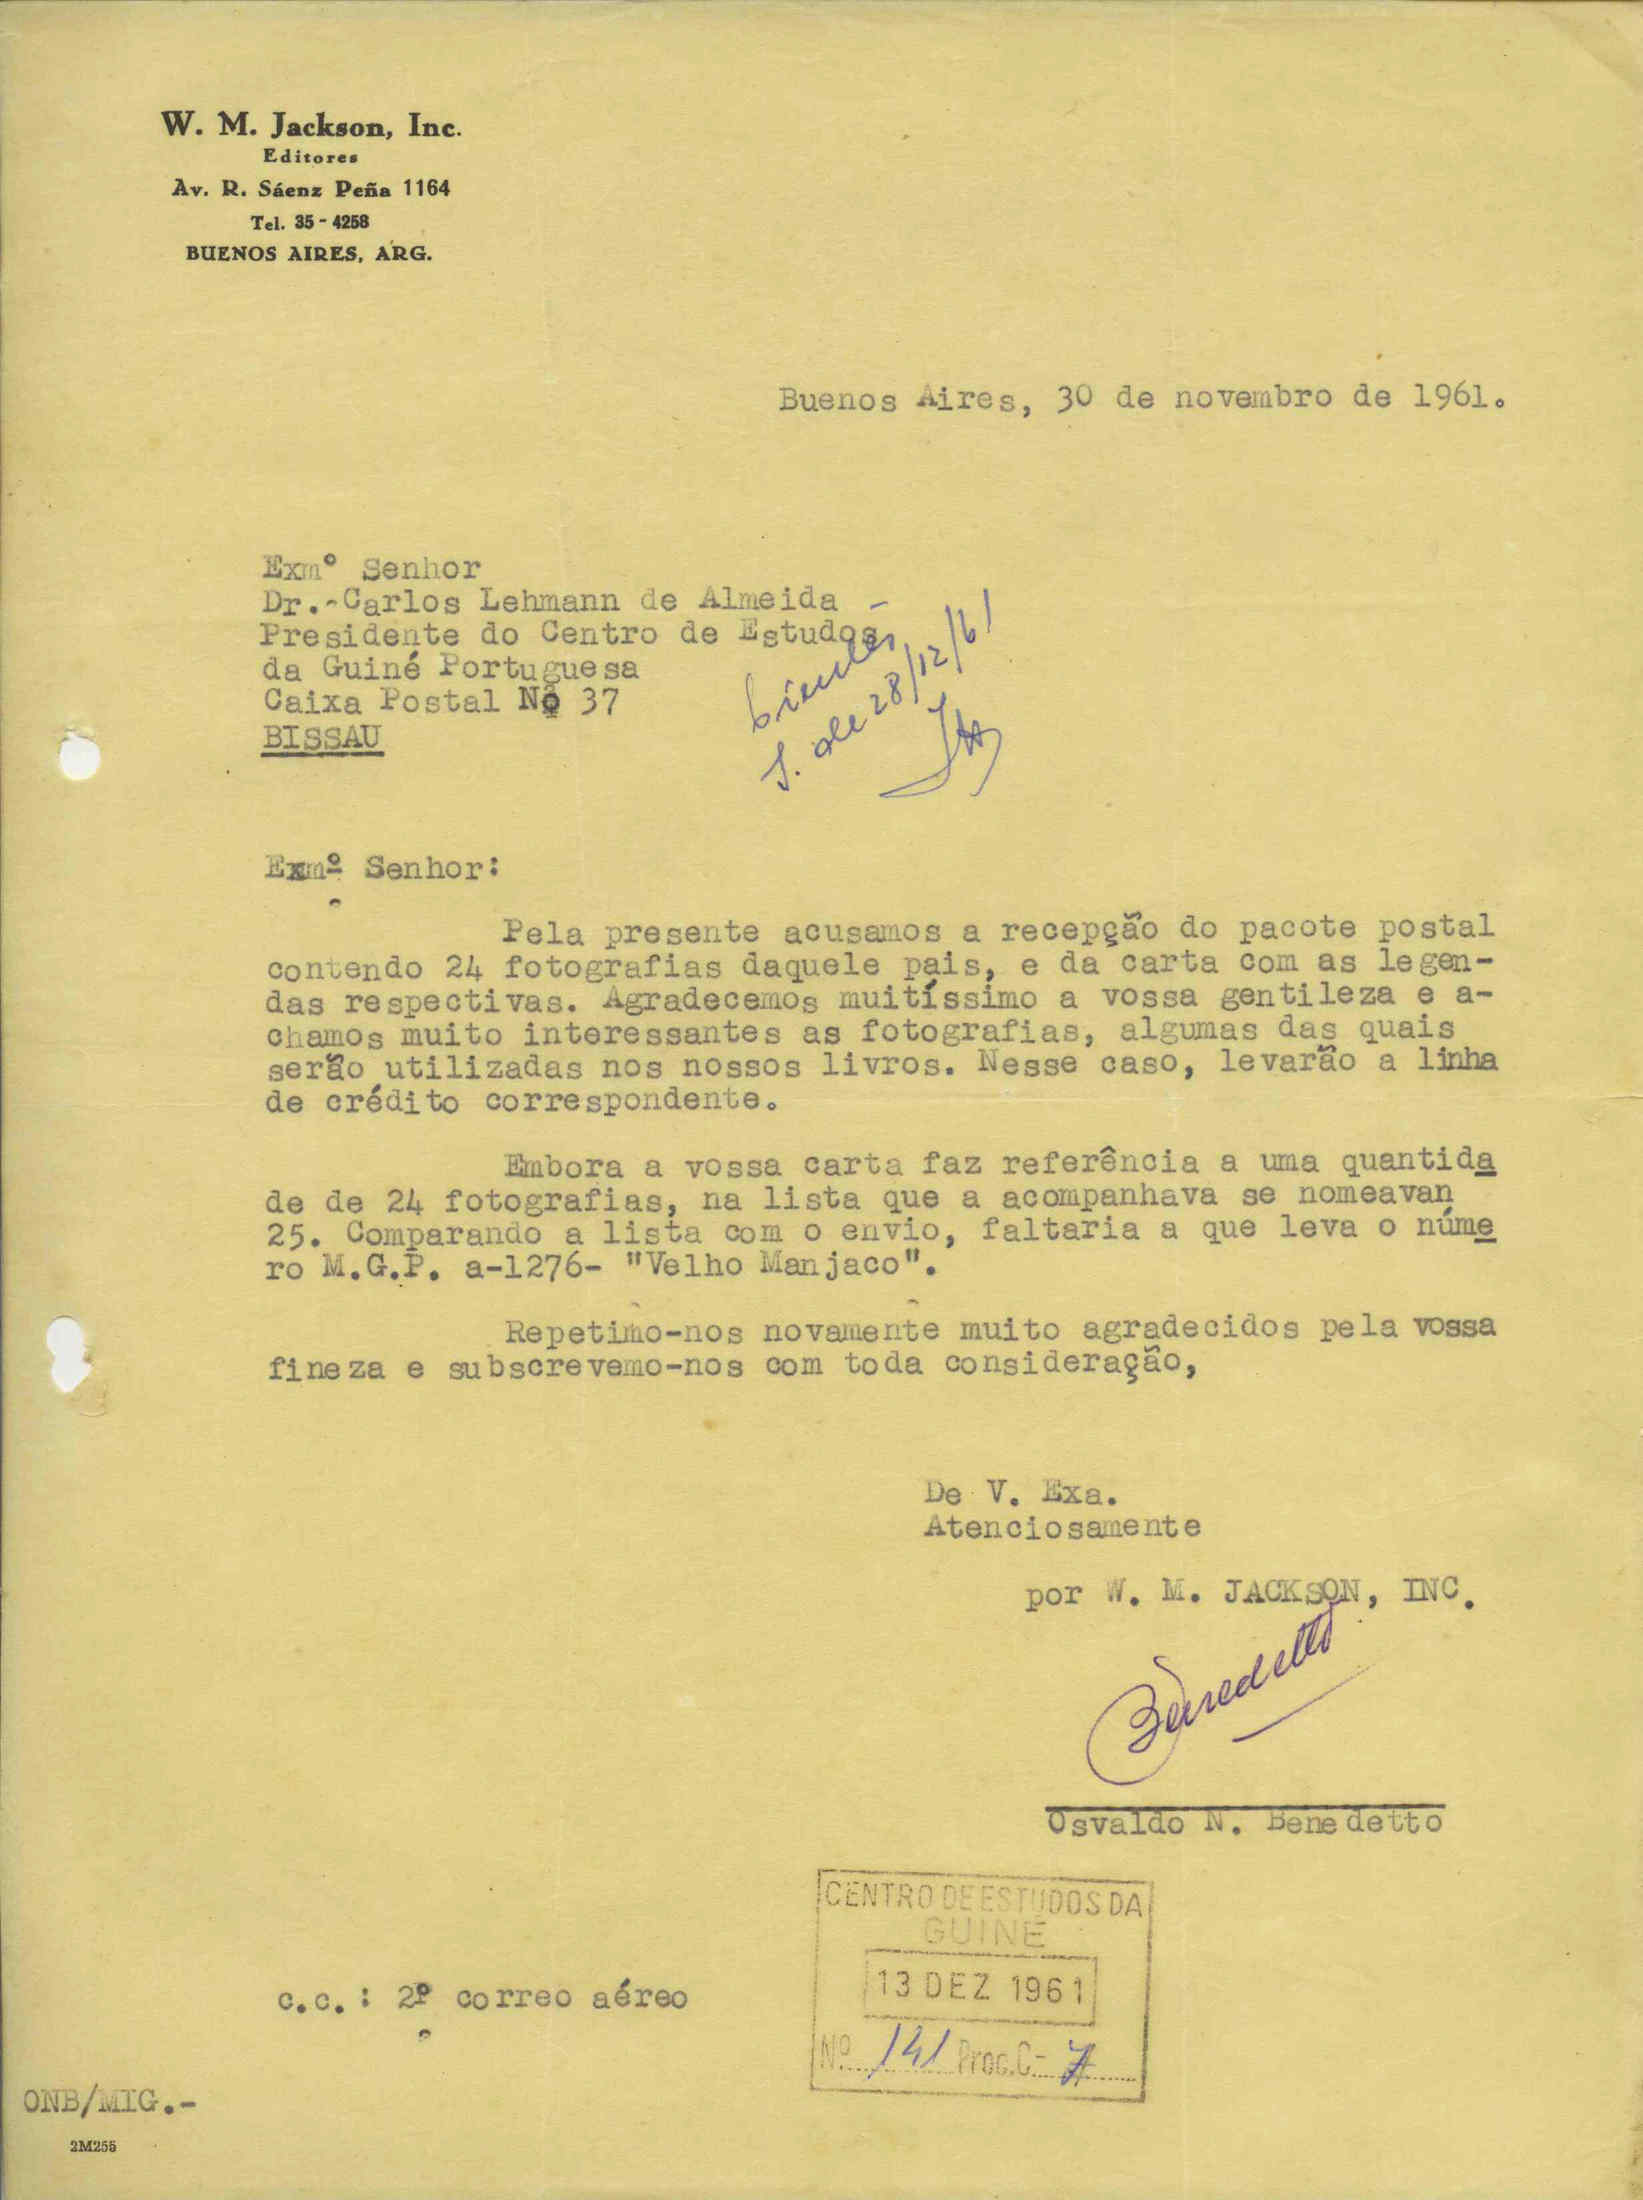 W. M. Jackson, Inc.
Editores
Av. R. Sáenz Peña 1164
Tel. 35 - 4258
BUENOS AIRES, ARG.
Buenos Aires, 30 de novembro de 1961.
Exmº Senhor
Dr.-Carlos Lehmann de Almeida -
Presidente do Centro de Estudos
da Guiné Portuguesa
Caixa Postal Nº 37
BISSAU
28/12/61
Exmº Senhor:
Pela presente acusamos a recepção do pacote postal
contendo 24 fotografias daquele pais, e da carta com as legen-
das respectivas. Agradecemos muitíssimo a vossa gentileza e a-
chamos muito interessantes as fotografias, algumas das quais
serão utilizadas nos nossos livros. Nesse caso, levarão a linha
de crédito correspondente.
Embora a vossa carta faz referência a uma quantida
de de 24 fotografias, na lista que a acompanhava se nomeavan
25. Comparando a lista com o envio, faltaria a que leva o núme
ro M.G.P. a-1276- "Velho Manjaco".
Repetimo-nos novamente muito agradecidos pela vossa
fineza e subscrevemo-nos com toda consideração,
De V. Exa.
Atenciosamente
por W. M. JACKSON, INC.
Benedetto
Osvaldo N. Benedetto
CENTRO DE ESTUDOS DA
GUINÉ
13 DEZ 1961
Nº 141 Proc. C- 7
c.c.: 2º correo aéreo
ONB/MIG.-
2M255